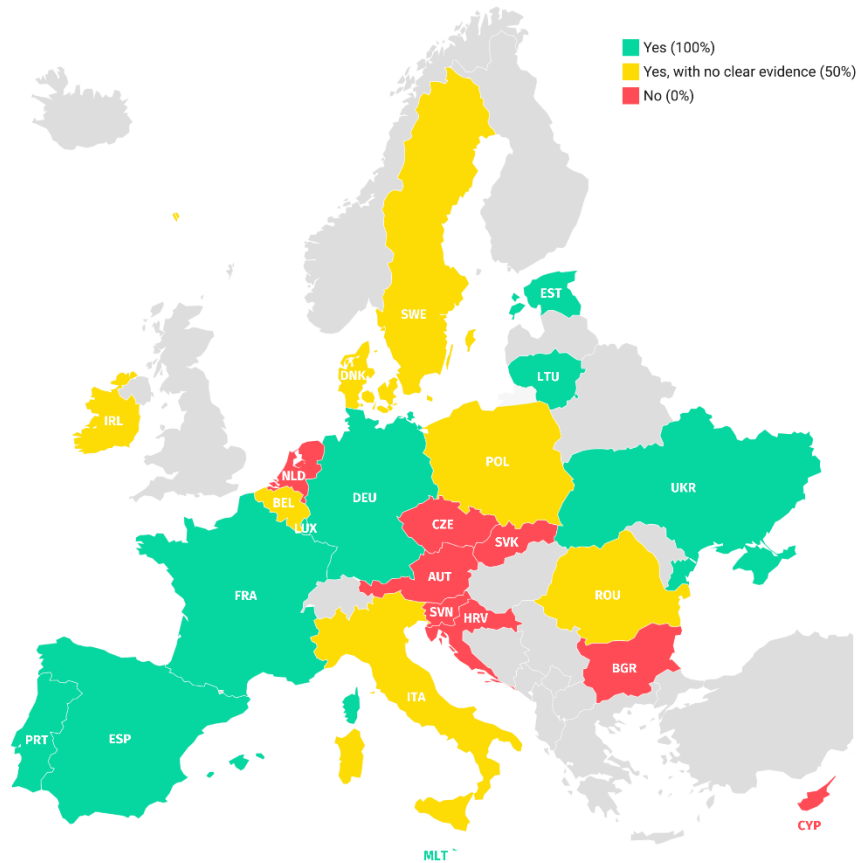 Yes (100%)
Yes, with no clear evidence (50%)
No (0%)
EST
SWE
LTU
DNK
IRL
POL
NLD
UKR
DEU
BEL
CZE
LUX
SVK
AUT
FRA
ROU
SVN
HRV
BGR
ITA
PRT
ESP
CYP
MLT